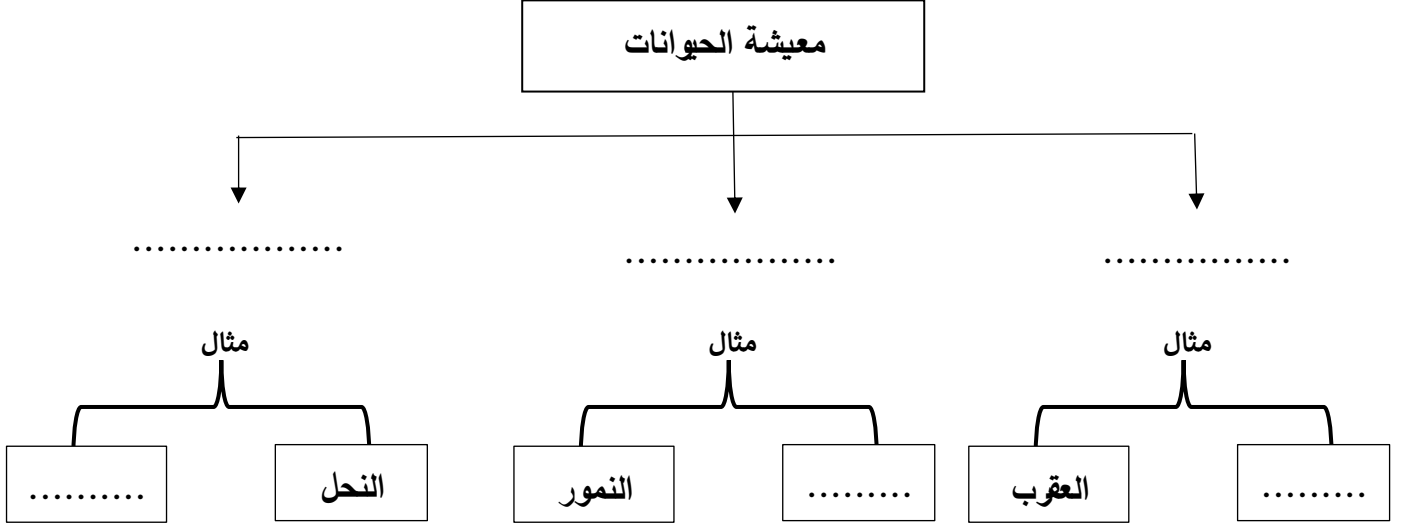 معيشة الحيوانات
............... .................. ..................
مثال مثال مثال
......... العقرب ......... النمور النحل ..........